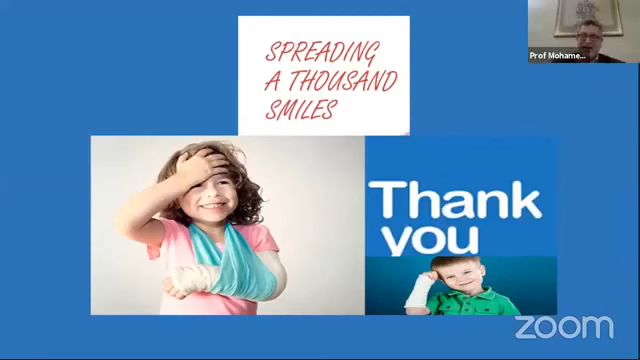 SPREADING
A THOUSAND
SMILES
Prof Mohame...
Thank
you
zoom